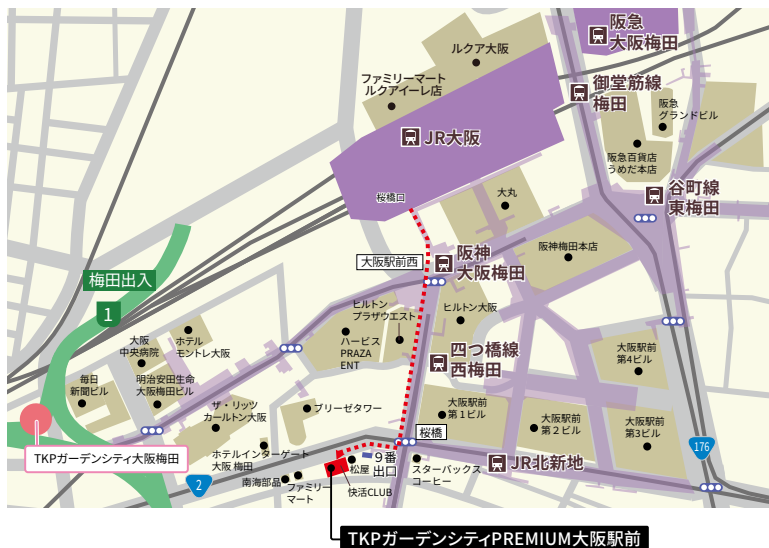 阪急
大阪梅田
ルクア大阪
ファミリーマート
ルクアイーレ店
御堂筋線
梅田
阪急
グランドビル
JR大阪
阪急百貨店
うめだ本店
桜橋口
大丸
谷町線
東梅田
大阪駅前西
阪神
大阪梅田
阪神梅田本店
梅田出入
1
ヒルトン
プラザウエスト
ヒルトン大阪
大阪
中央病院
ホテル
モントレ大阪
ハービス
PRAZA
ENT
四つ橋線
西梅田
大阪駅前
第4ビル
毎日
新聞ビル
明治安田生命
大阪梅田ビル
ザ・リッツ
カールトン大阪
ブリーゼタワー
大阪駅前
第1ビル
大阪駅前
第2ビル
大阪駅前
第3ビル
桜橋
176
TKPガーデンシティ大阪梅田
ホテルインターゲート
大阪 梅田
松屋
9番
出口
スターバックス
コーヒー
JR北新地
2
南海部品
ファミリー
マート
快活CLUB
TKPガーデンシティPREMIUM大阪駅前